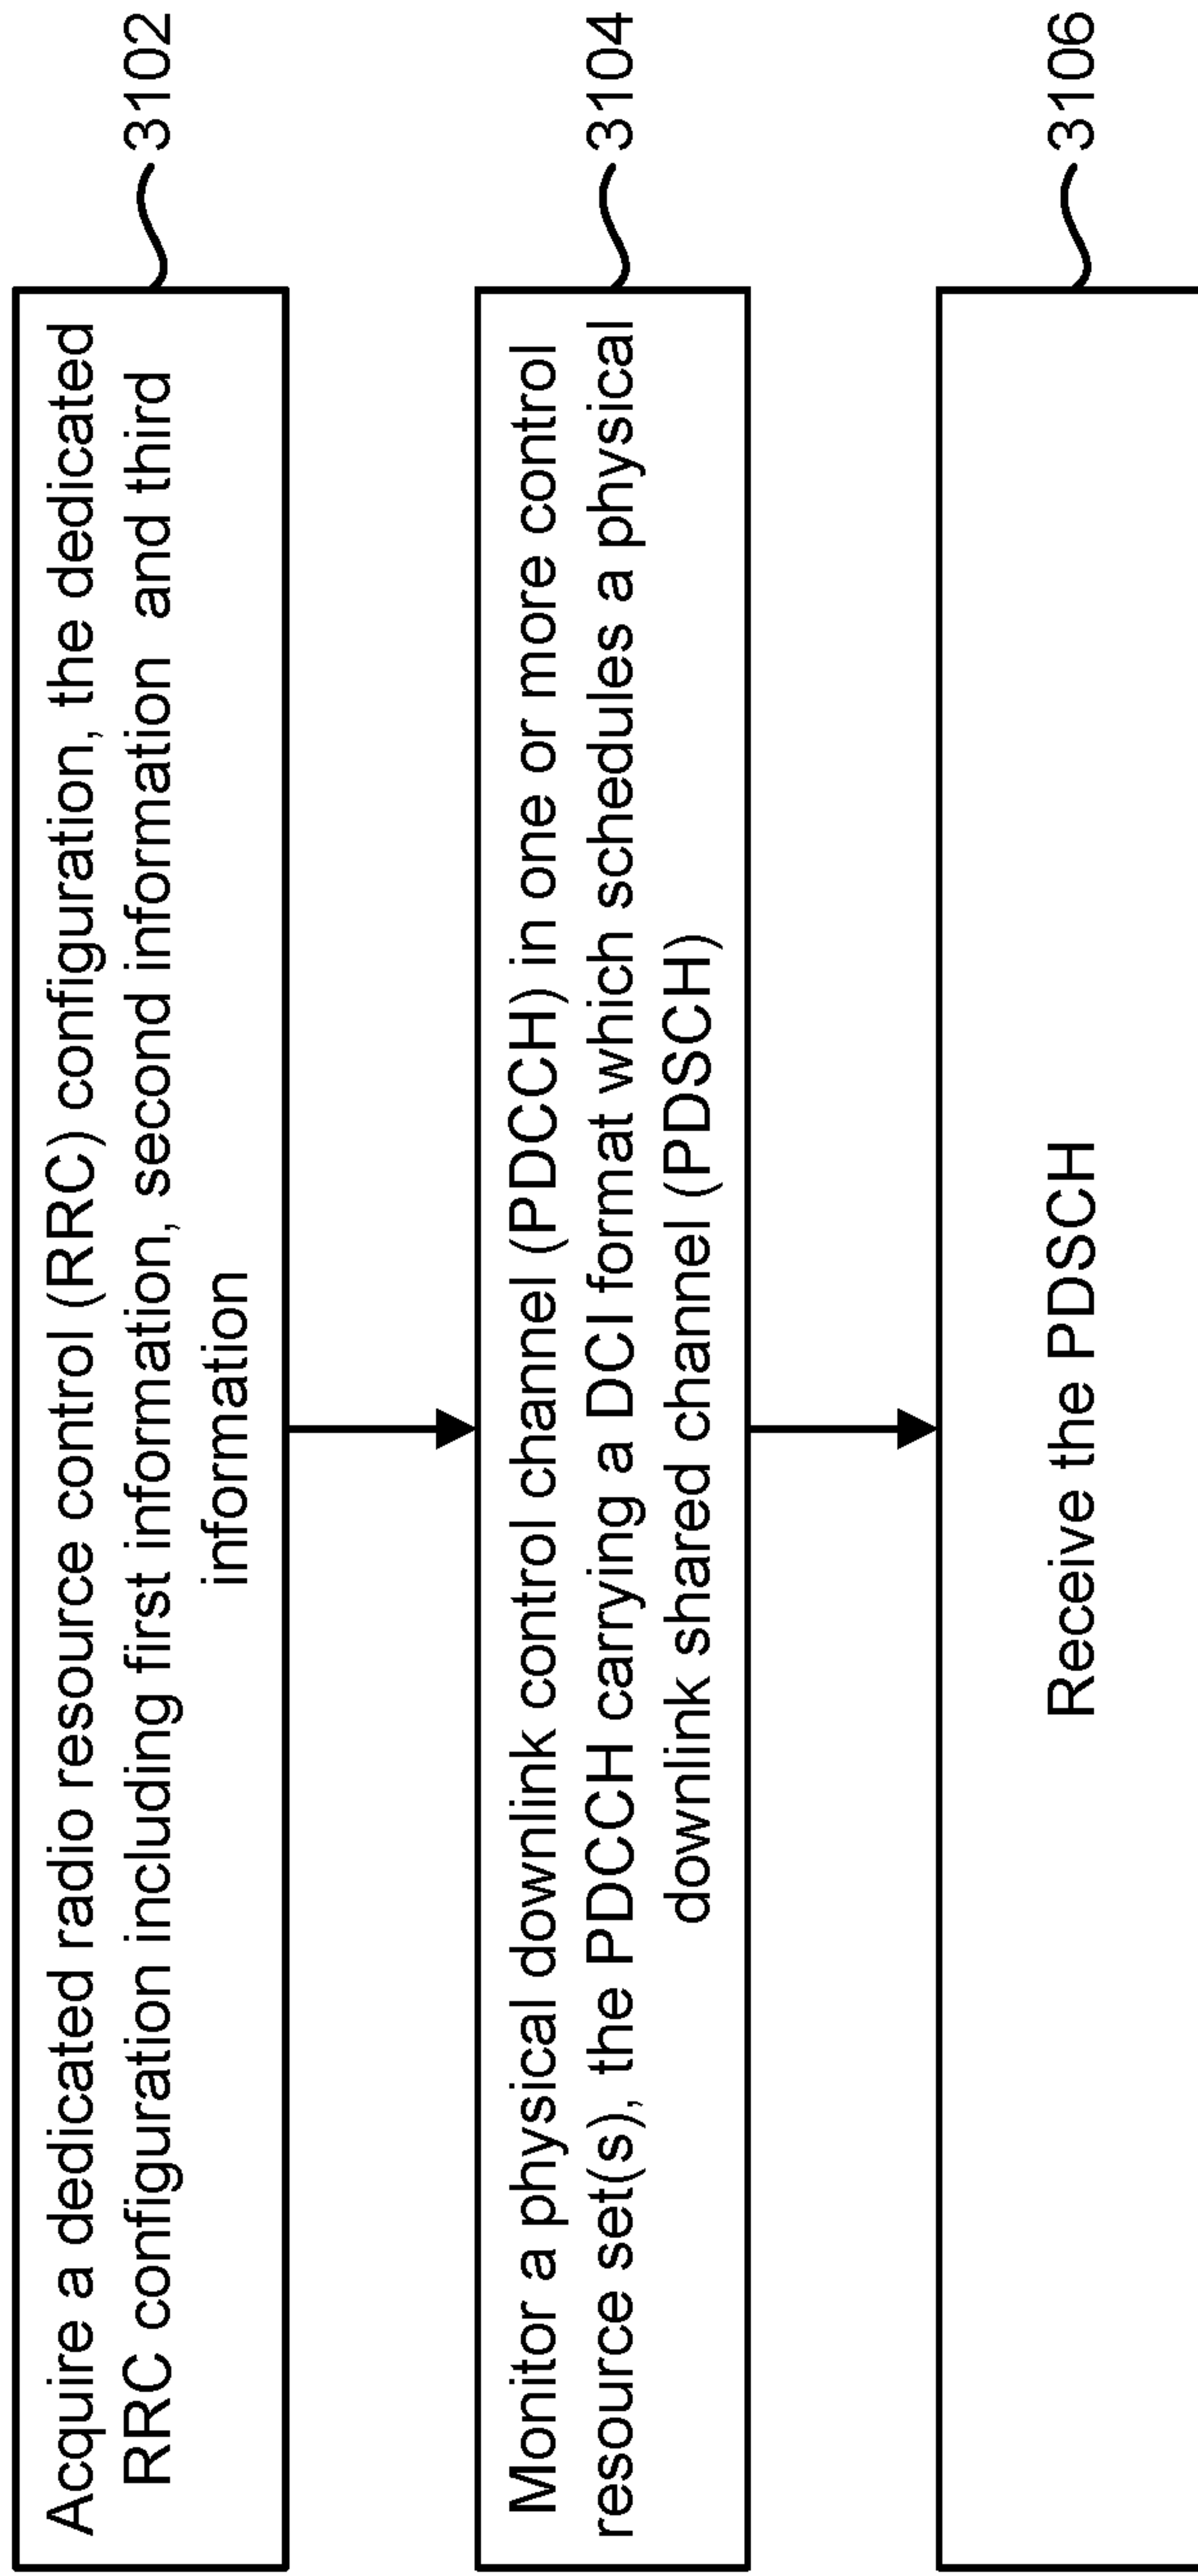 Acquire a dedicated radio resource control (RRC) configuration, the dedicated
RRC configuration including first information, second information and third
information
3102
Monitor a physical downlink control channel (PDCCH) in one or more control
resource set(s), the PDCCH carrying a DCI format which schedules a physical
downlink shared channel (PDSCH)
3104
Receive the PDSCH
3106